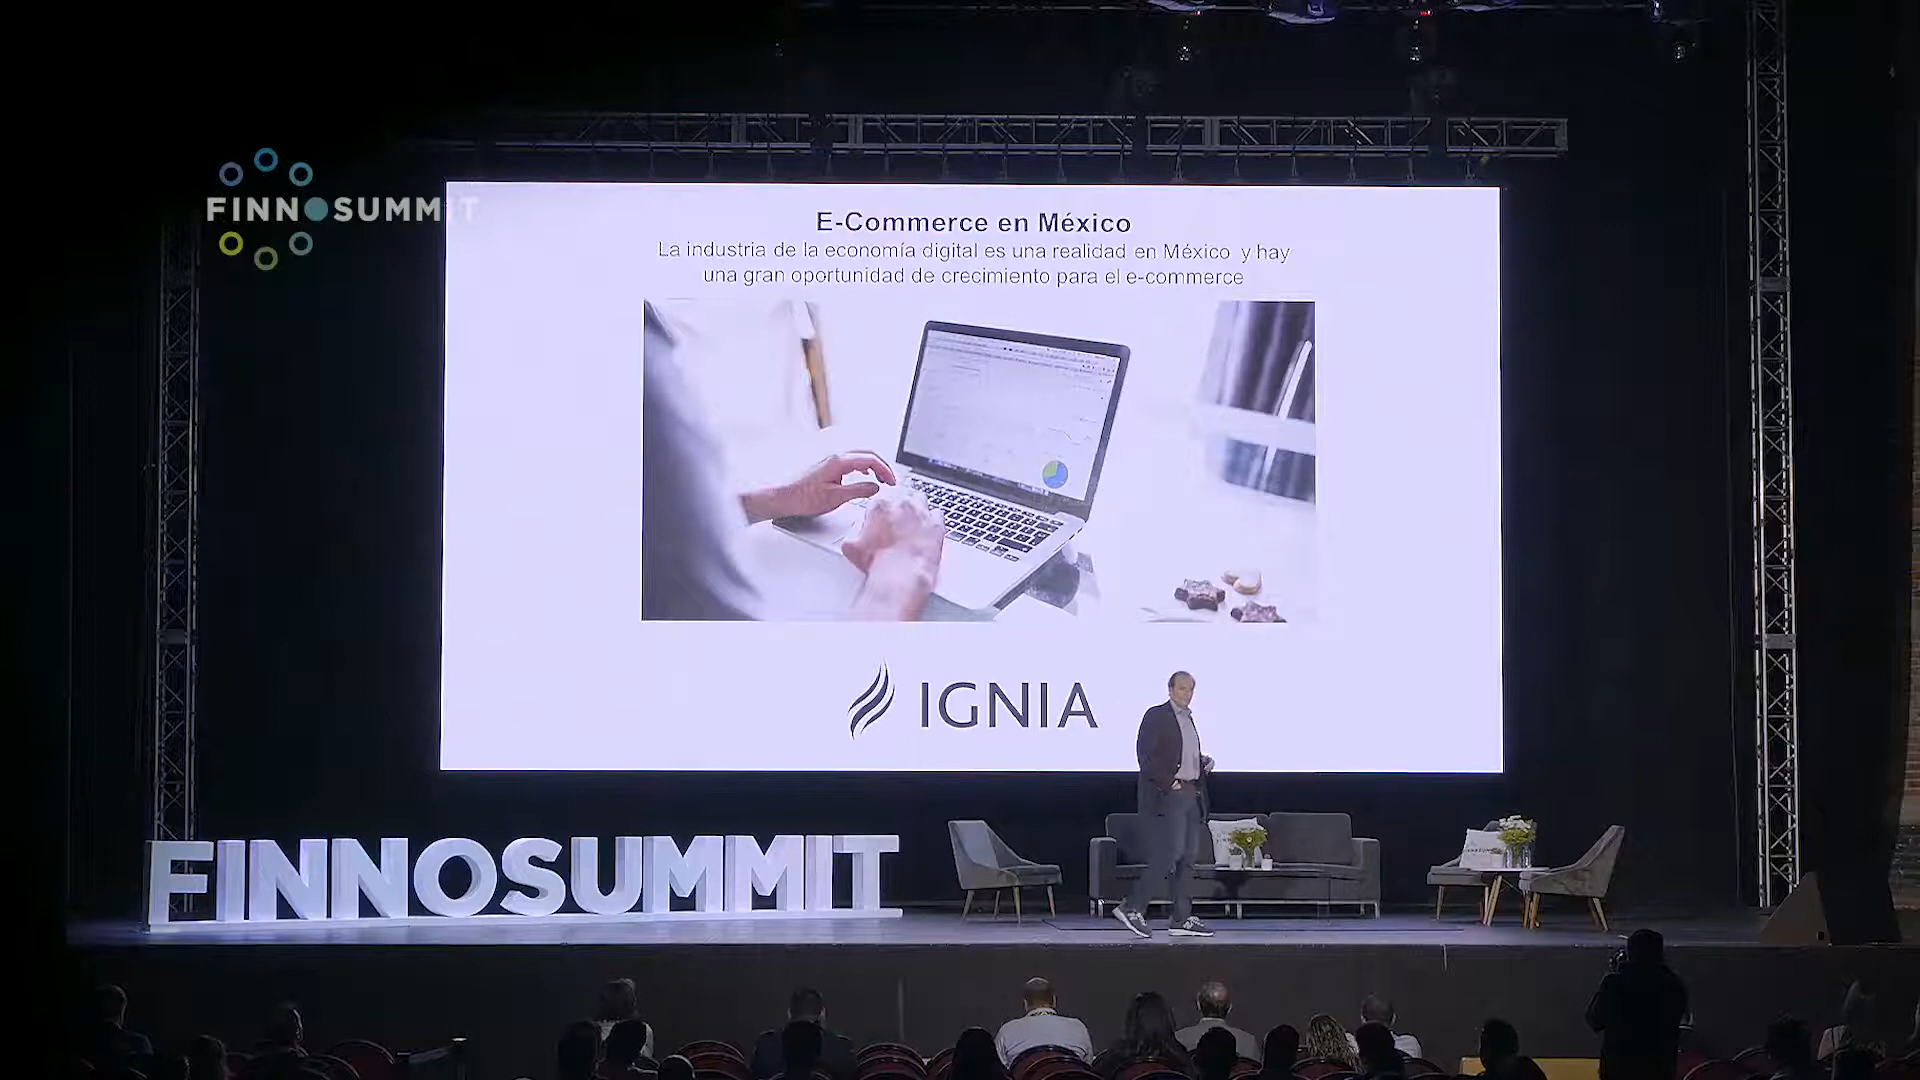 FINNOSUMMIT
E-Commerce en México
La industria de la economía digital es una realidad en México y hay
una gran oportunidad de crecimiento para el e-commerce
IGNIA
FINNOSUMMIT